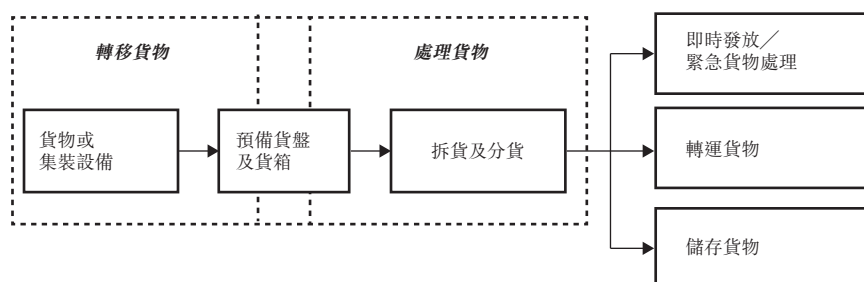 轉移貨物
處理貨物
貨物或
集裝設備
預備貨盤
及貨箱
拆貨及分貨
即時發放╱
緊急貨物處理
轉運貨物
儲存貨物